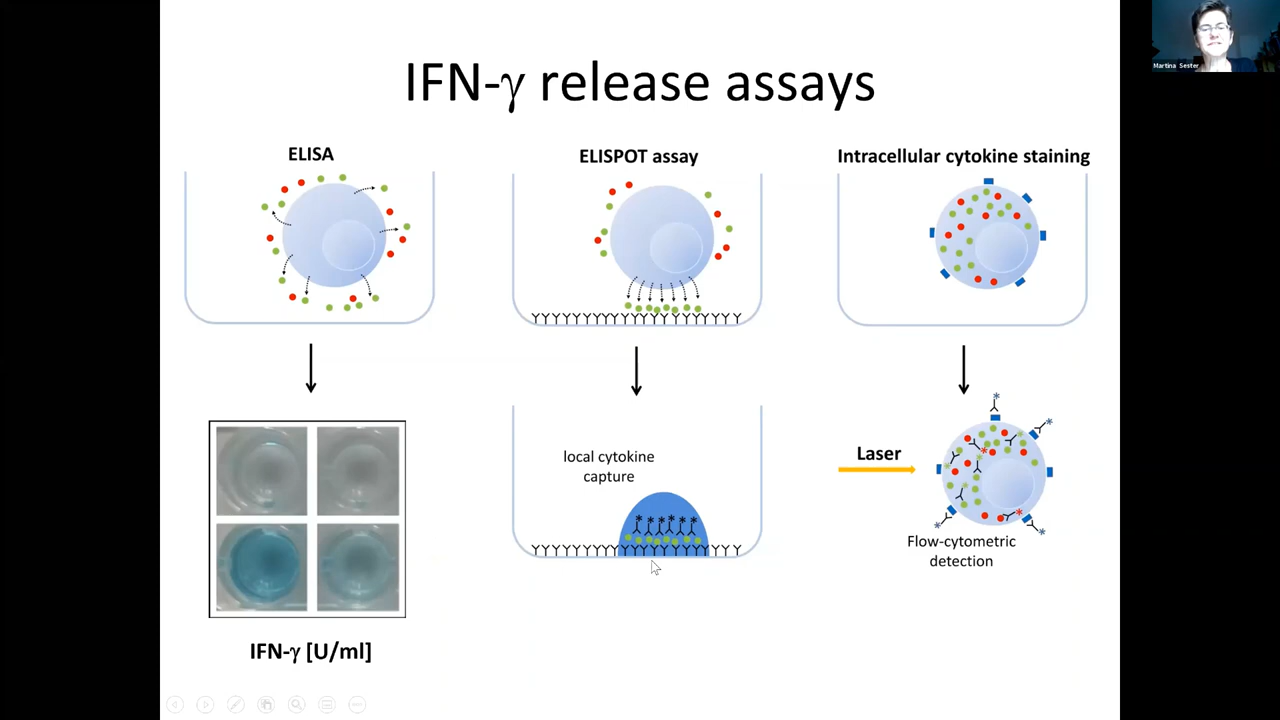 Martina Sester
IFN-γ release assays
ELISA
ELISPOT assay
Intracellular cytokine staining
local cytokine
capture
Laser
Flow-cytometric
detection
IFN-γ [U/ml]